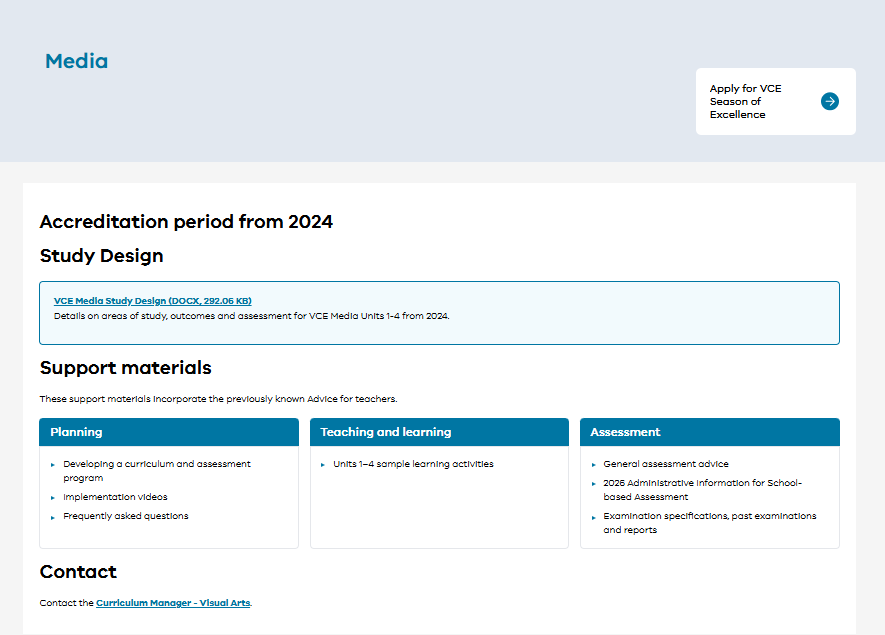 Media
Apply for VCE
Season of
Excellence
Accreditation period from 2024
Study Design
VCE Media Study Design (DOCX, 292.06 KB)
Details on areas of study, outcomes and assessment for VCE Media Units 1-4 from 2024.
Support materials
These support materials incorporate the previously known Advice for teachers.
Planning
Developing a curriculum and assessment
program
Implementation videos
Frequently asked questions
Teaching and learning
Units 1–4 sample learning activities
Assessment
General assessment advice
2026 Administrative Information for School-
based Assessment
Examination specifications, past examinations
and reports
Contact
Contact the Curriculum Manager - Visual Arts.